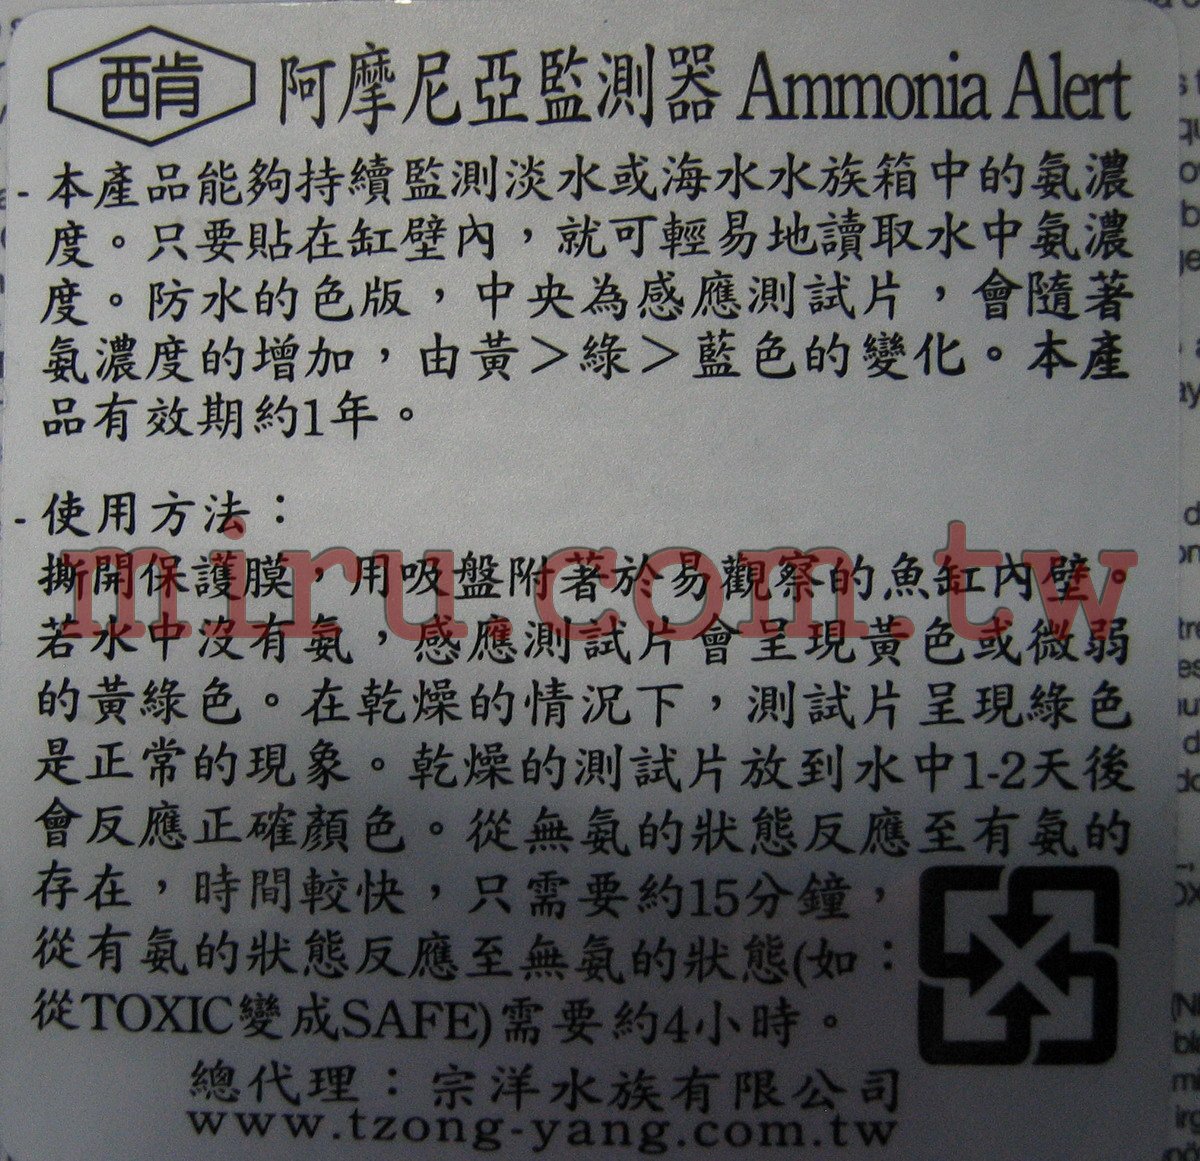 酭 阿摩尼亞監測器 Ammonia Alert
- 本產品能夠持續監測淡水或海水水族箱中的氨濃
度。只要貼在缸壁內，就可輕易地讀取水中氨濃
度。防水的色版，中央為感應測試片，會隨著
氨濃度的增加，由黃＞綠＞藍色的變化。本產
品有效期約1年。
- 使用方法：
撕開保護膜，用吸盤附著於易觀察的魚缸內壁。
若水中沒有氨，感應測試片會呈現黃色或微弱
的黃綠色。在乾燥的情況下，測試片呈現綠色
是正常的現象。乾燥的測試片放到水中1-2天後
會反應正確顏色。從無氨的狀態反應至有氨的
存在，時間較快，只需要約15分鐘，
從有氨的狀態反應至無氨的狀態(如：
從TOXIC變成SAFE)需要約4小時。
總代理：宗洋水族有限公司
www.tzong-yang.com.tw
miru.com.tw